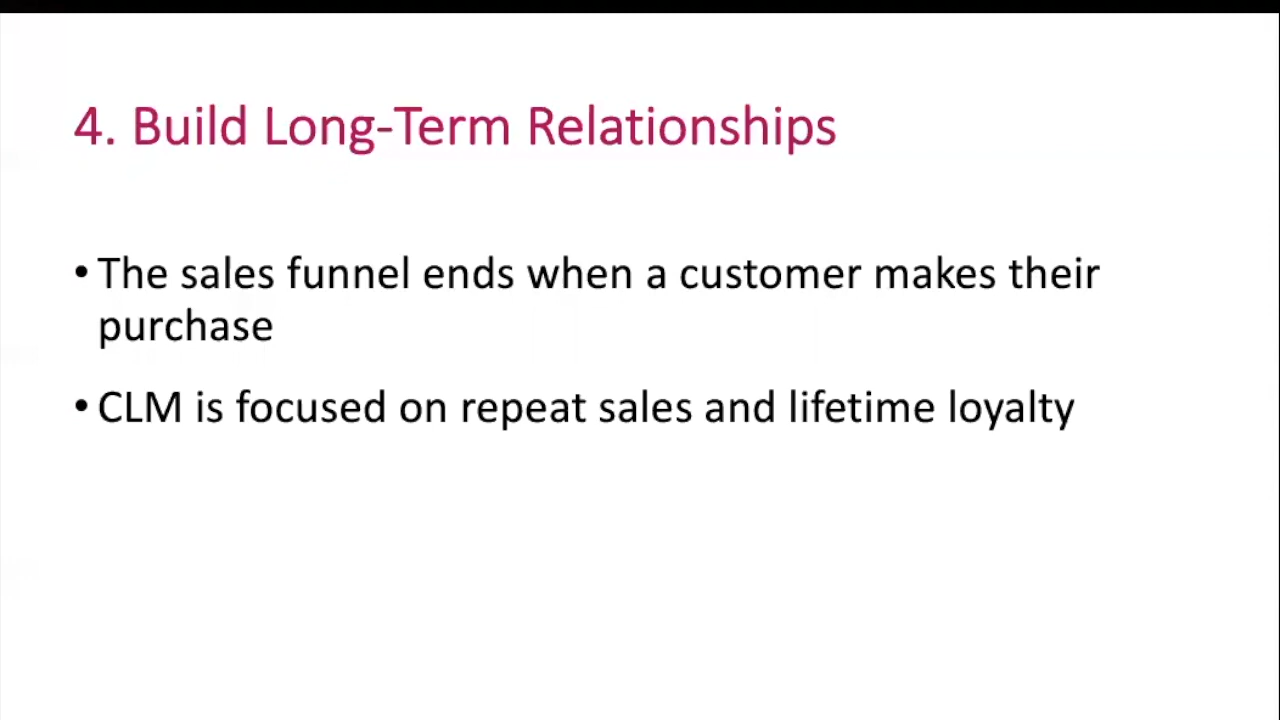 4. Build Long-Term Relationships
• The sales funnel ends when a customer makes their
purchase
• CLM is focused on repeat sales and lifetime loyalty